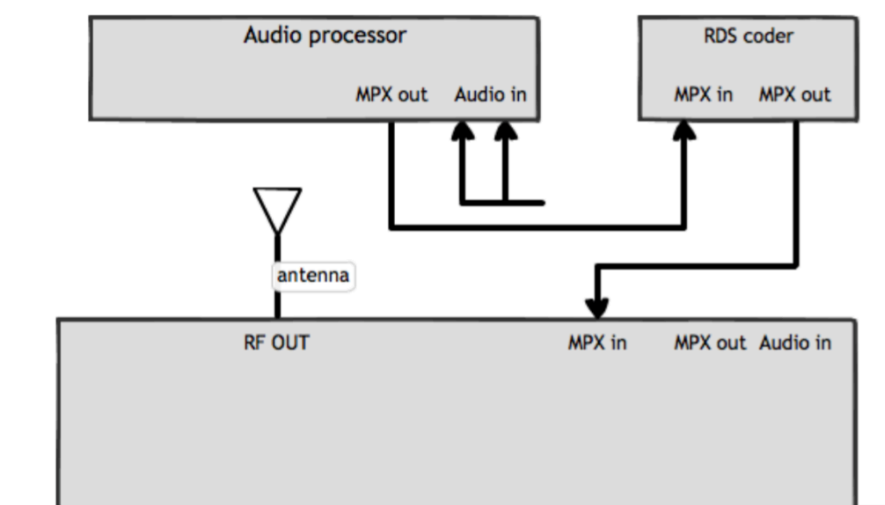 Audio processor
RDS coder
MPX out Audio in
MPX in MPX out
antenna
RF OUT
MPX in MPX out Audio in